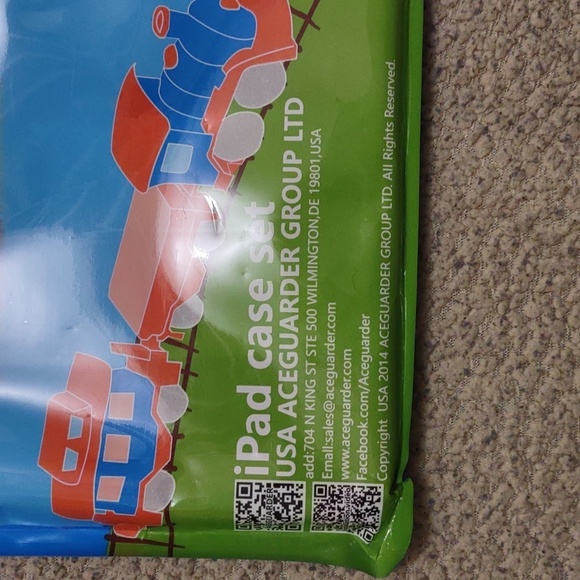 iPad case set
USA ACEGUARDER GROUP LTD
add:704 N KING ST STE 500 WILMINGTON,DE 19801,USA
Email:sales@aceguarder.com
www.aceguarder.com
Facebook.com/Aceguarder
Copyright USA 2014 ACEGUARDER GROUP LTD. All Rights Reserved.
ACEGUARDER